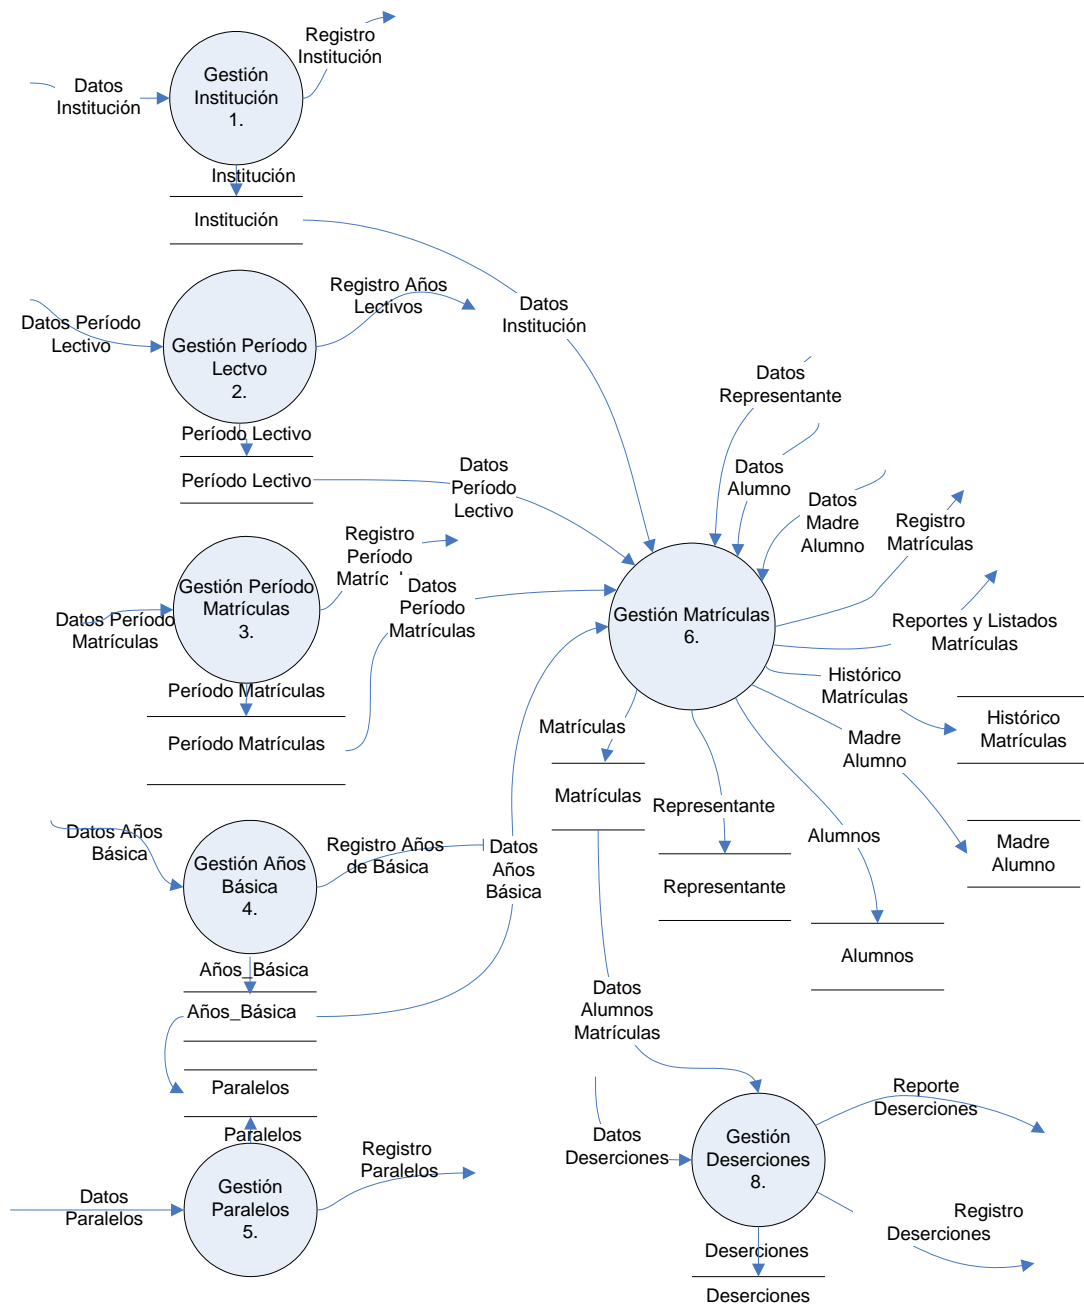 Registro
Institución
Gestión
Institución
1.
Datos
Institución
Institución
Institución
Registro Años
Lectivos
Datos
Institución
Datos Período
Lectivo
Gestión Período
Lectvo
2.
Período Lectivo
Período Lectivo
Datos
Período
Lectivo
Datos
Representante
Datos
Alumno
Datos
Madre
Alumno
Registro
Matrículas
Registro
Período
Matríc
Datos
Período
Matrículas
Gestión Período
Matrículas
3.
Datos Período
Matrículas
Gestión Matrículas
6.
Reportes y Listados
Matrículas
Período Matrículas
Período Matrículas
Histórico
Matrículas
Histórico
Matrículas
Matrículas
Madre
Alumno
Matrículas
Representante
Alumnos
Madre
Alumno
Datos Años
Básica
Registro Años
de Básica
Datos
Años
Básica
Gestión Años
Básica
4.
Representante
Alumnos
Años_Básica
Años_Básica
Datos
Alumnos
Matrículas
Paralelos
Paralelos
Registro
Paralelos
Gestión
Paralelos
5.
Datos
Paralelos
Datos
Deserciones
Gestión
Deserciones
8.
Reporte
Deserciones
Registro
Deserciones
Deserciones
Deserciones